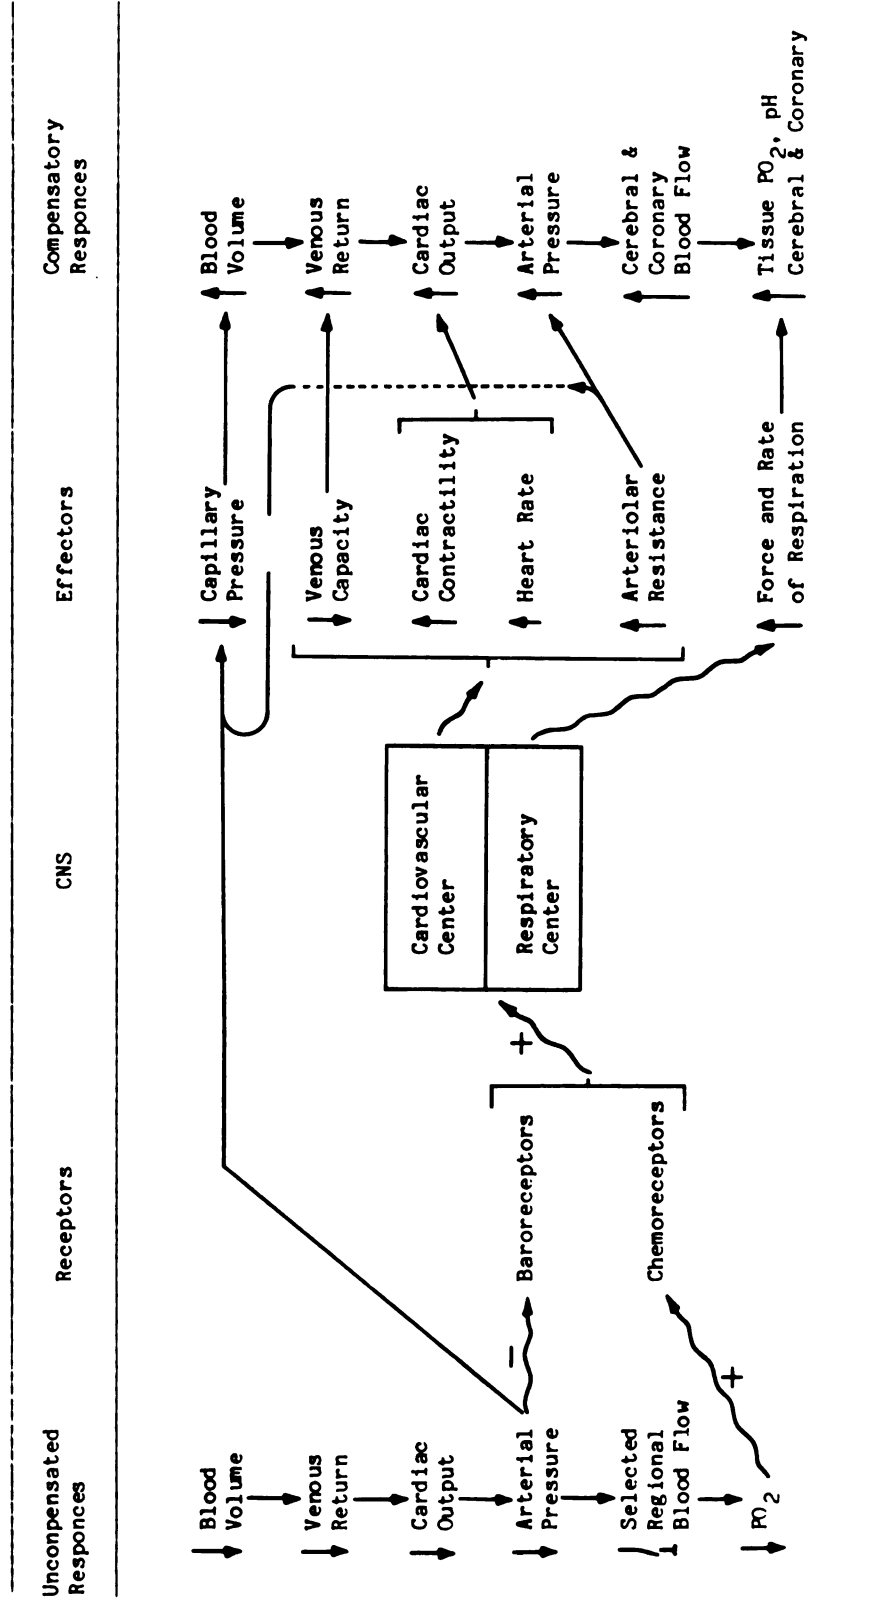 Unconpensated
Responces
Receptors
CNS
Effectors
Compensatory
Responces
Blood
Volume
Venous
Return
Cardiac
Output
Arterial
Pressure
Selected
Regional
Blood Flow
PO2
−
+
Baroreceptors
Chemoreceptors
+
Cardiovascular
Center
Respiratory
Center
Capillary
Pressure
Venous
Capacity
Cardiac
Contractility
Heart Rate
Arteriolar
Resistance
Force and Rate
of Respiration
Blood
Volume
Venous
Return
Cardiac
Output
Arterial
Pressure
Cerebral &
Coronary
Blood Flow
Tissue PO2, pH
Cerebral & Coronary